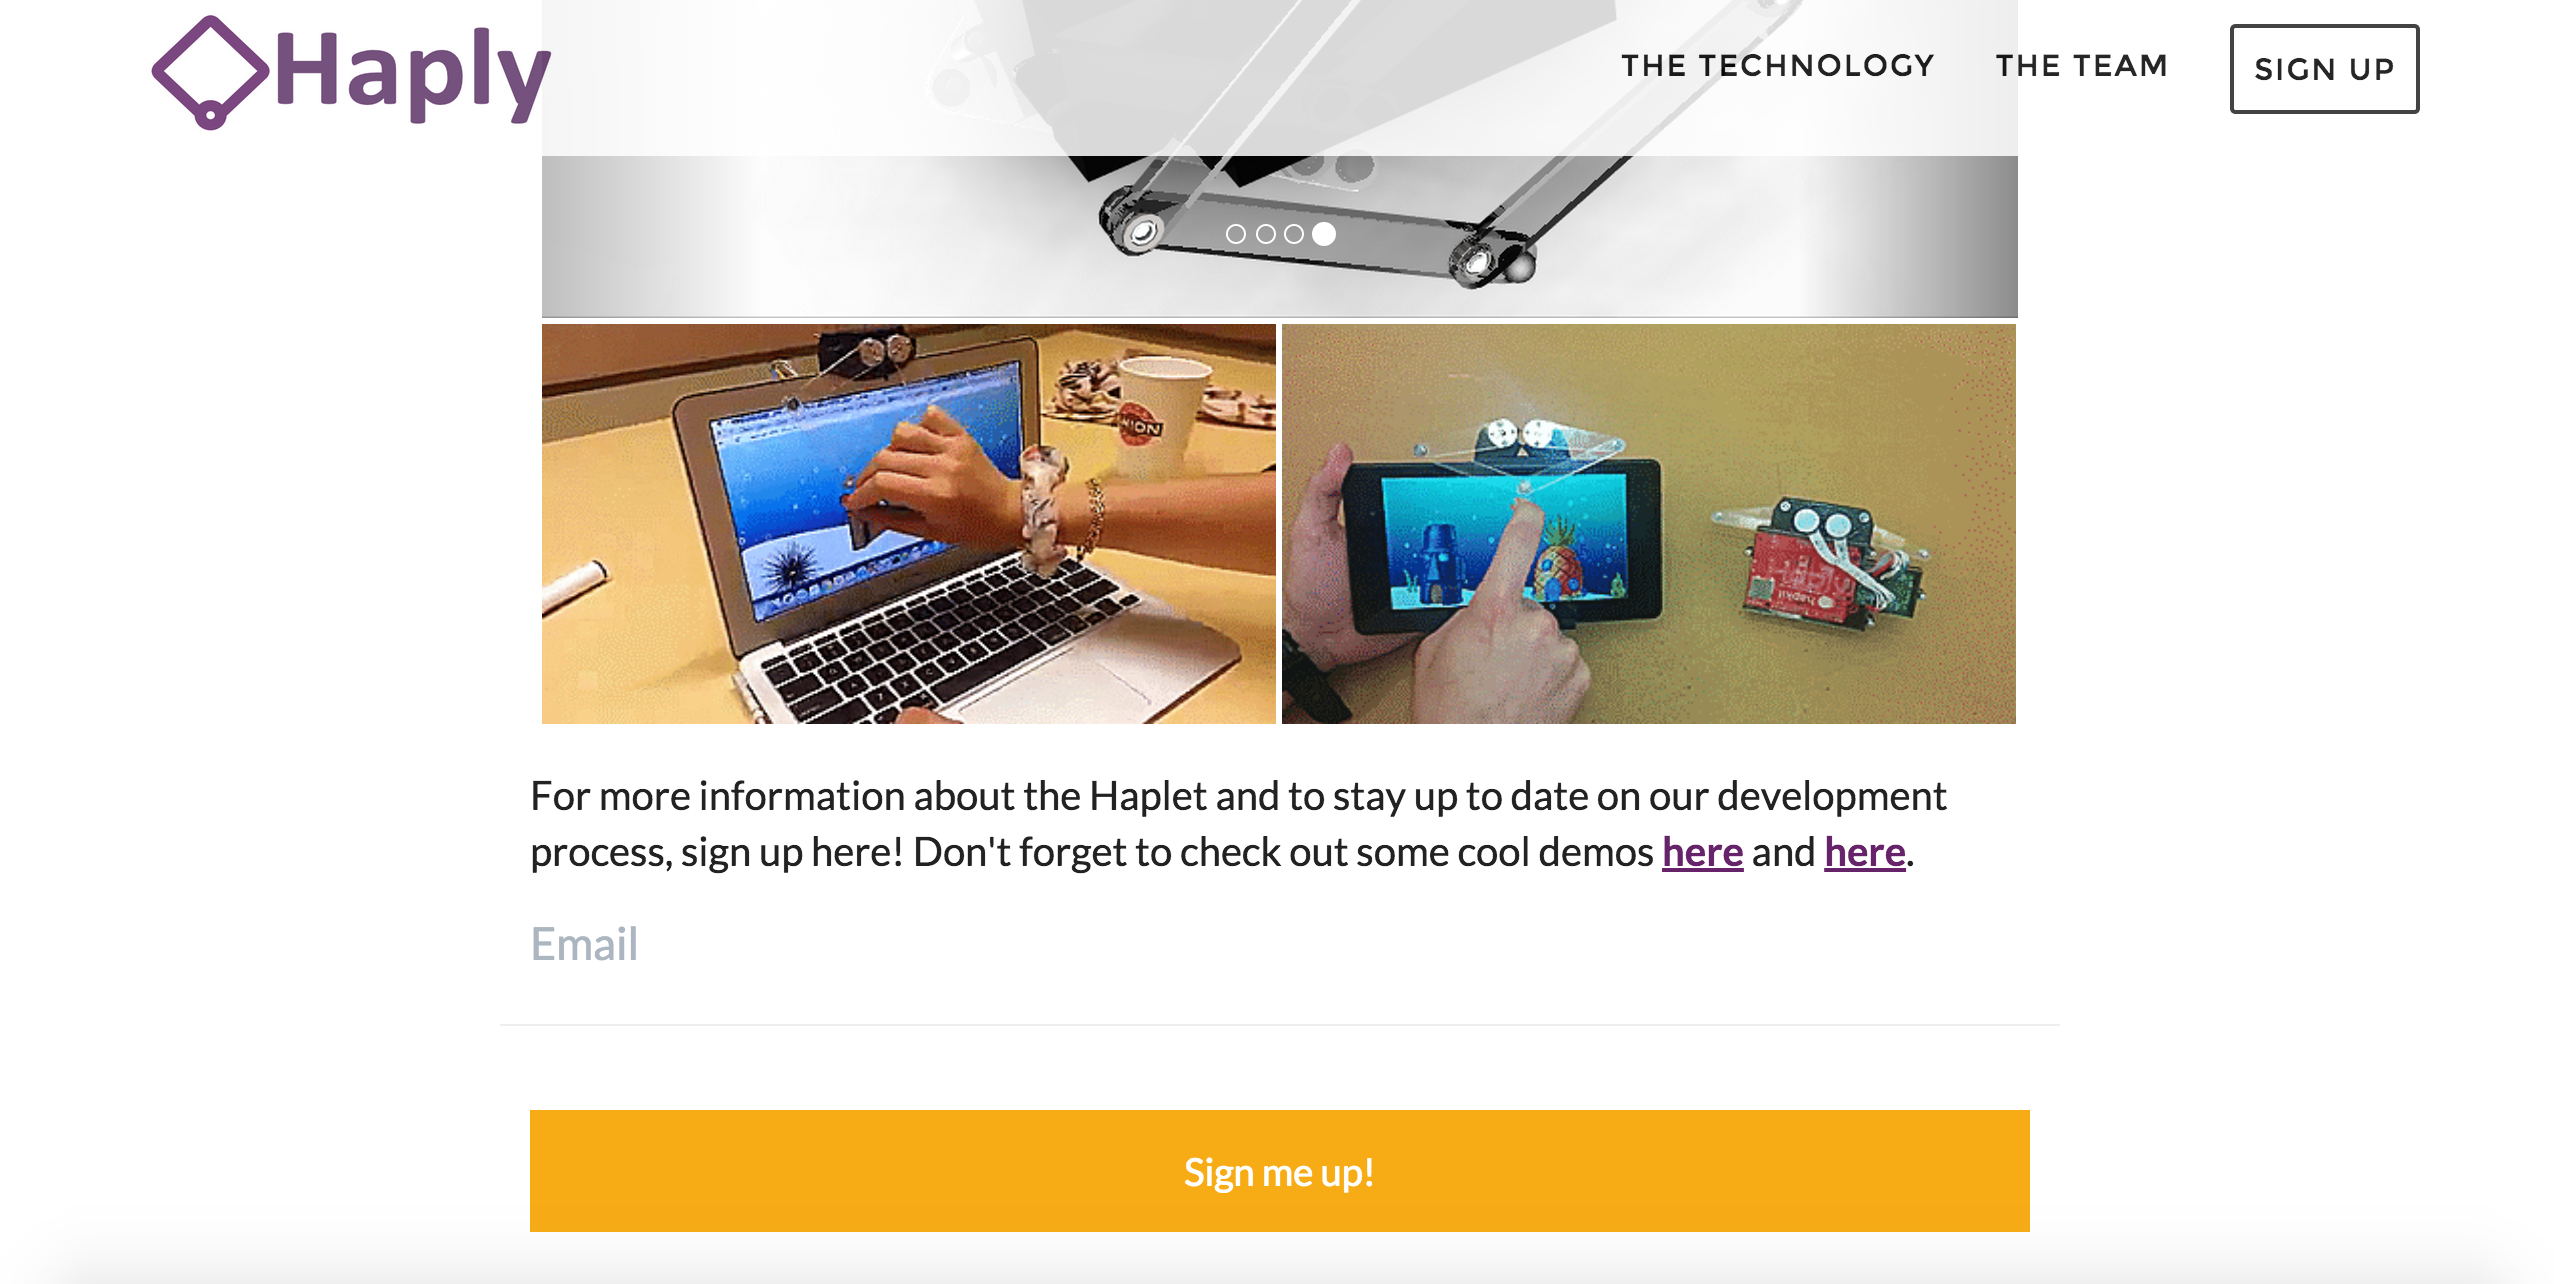 Haply
THE TECHNOLOGY
THE TEAM
SIGN UP
NION
hapkit
For more information about the Haplet and to stay up to date on our development
process, sign up here! Don't forget to check out some cool demos here and here.
Email
Sign me up!